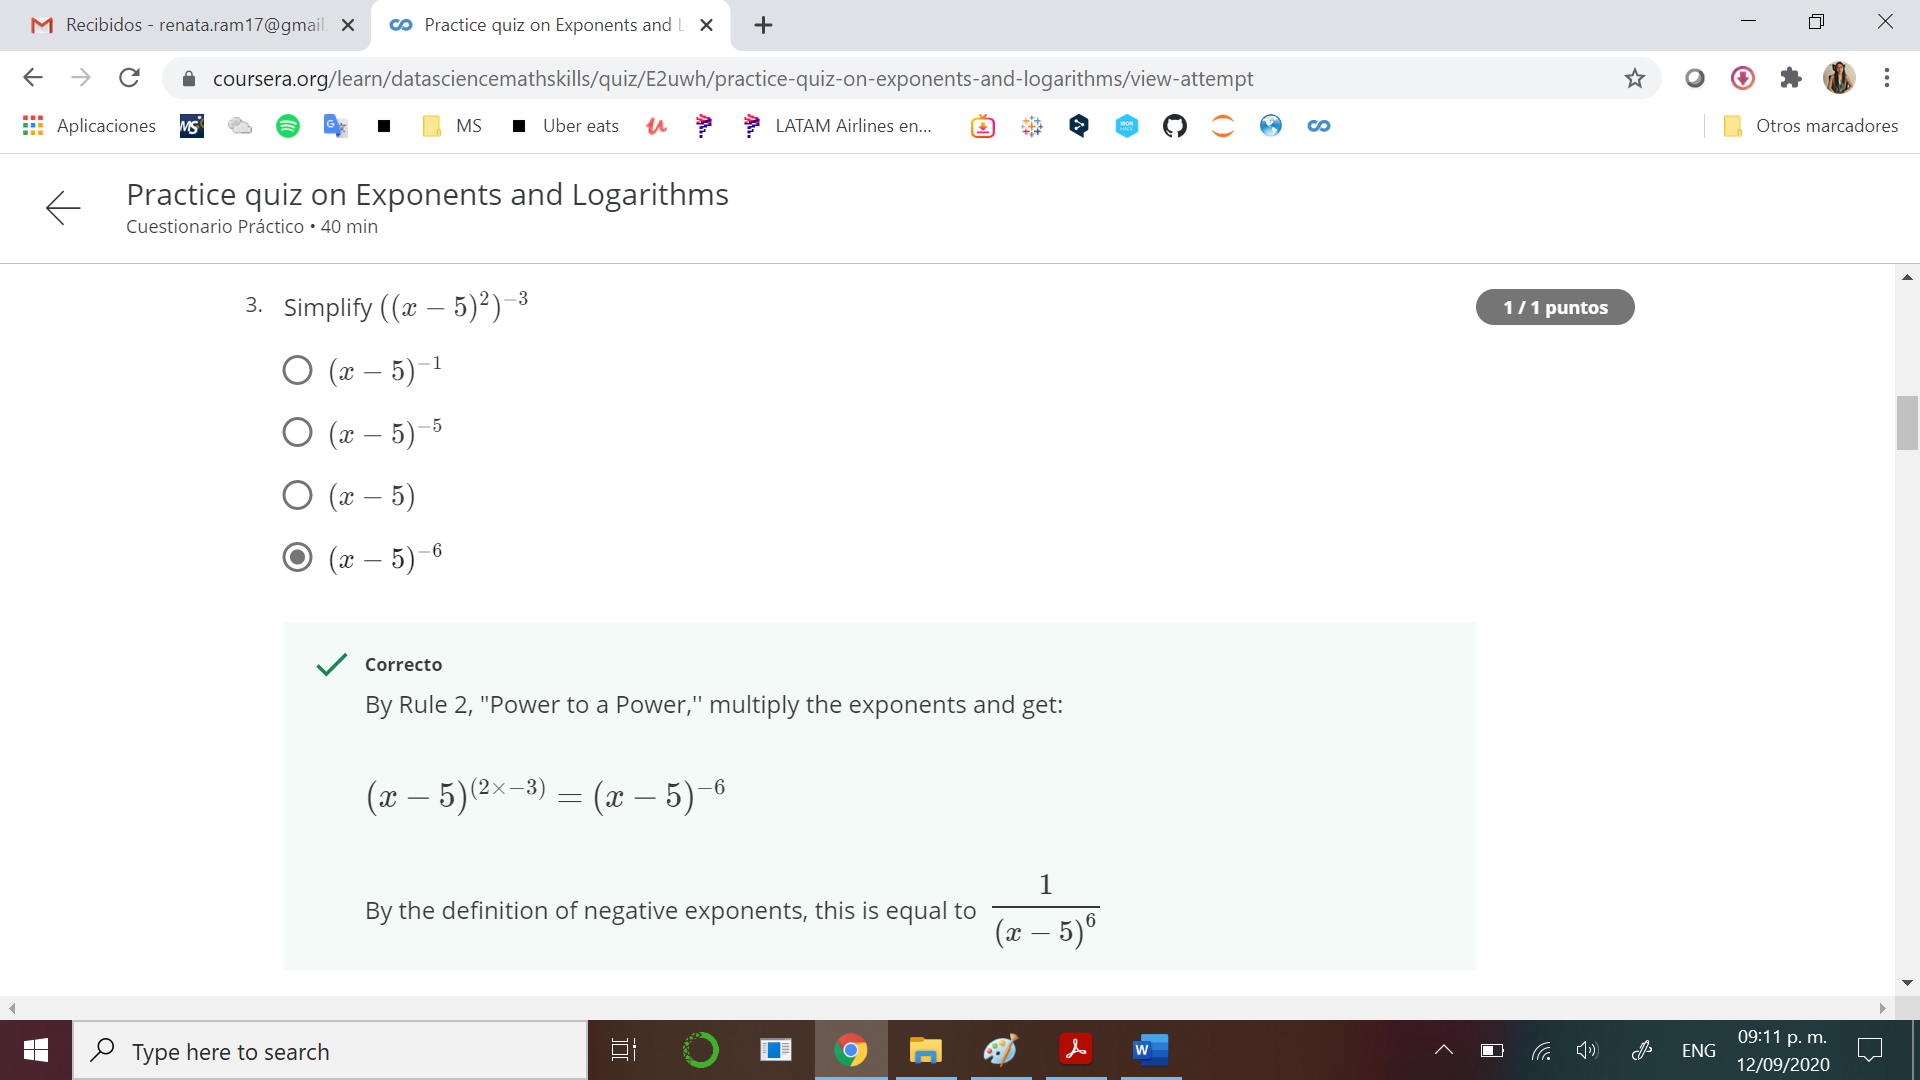 Recibidos - renata.ram17@gmail.
Practice quiz on Exponents and L
coursera.org/learn/datasciencemathskills/quiz/E2uwh/practice-quiz-on-exponents-and-logarithms/view-attempt
Aplicaciones MS MS Uber eats LATAM Airlines en... Otros marcadores
Practice quiz on Exponents and Logarithms
Cuestionario Práctico • 40 min
3. Simplify ((x − 5)²)⁻³ 1 / 1 puntos
(x − 5)⁻¹
(x − 5)⁻⁵
(x − 5)
(x − 5)⁻⁶
Correcto
By Rule 2, "Power to a Power,'' multiply the exponents and get:
(x − 5)^(2×−3) = (x − 5)⁻⁶
By the definition of negative exponents, this is equal to 1/(x − 5)⁶
Type here to search
ENG
09:11 p. m.
12/09/2020